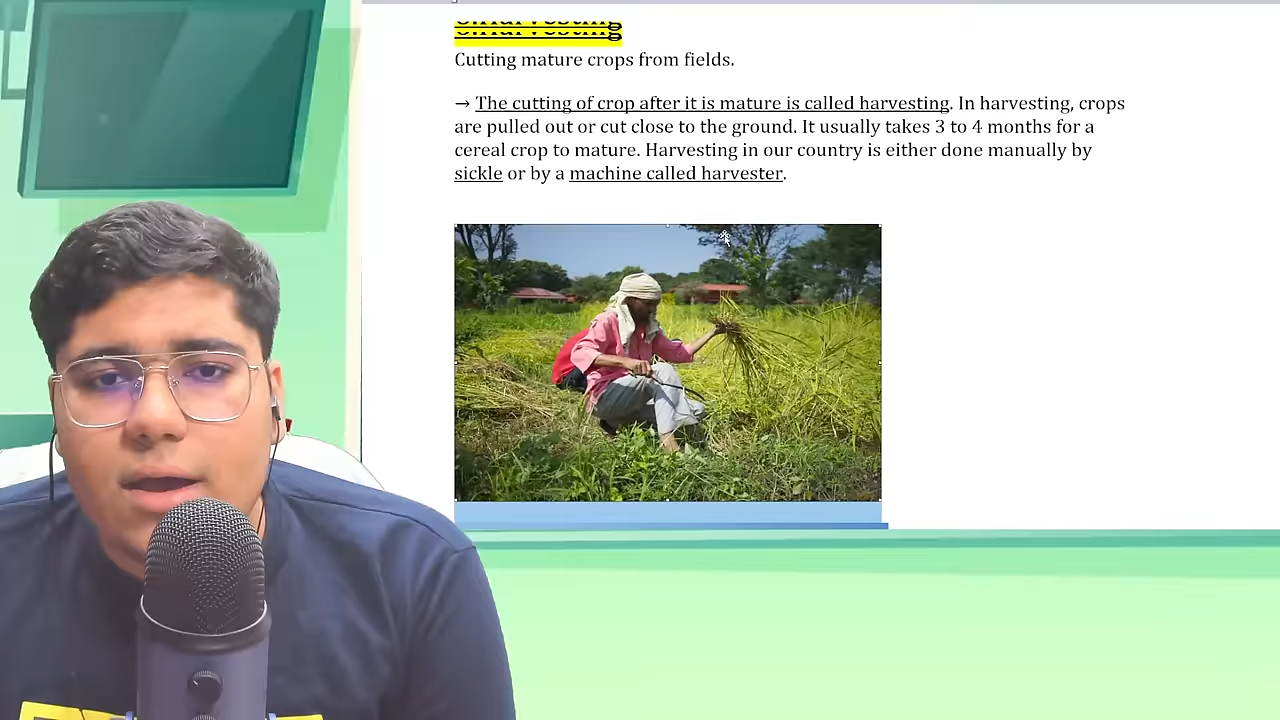 Harvesting
Cutting mature crops from fields.
→ The cutting of crop after it is mature is called harvesting. In harvesting, crops
are pulled out or cut close to the ground. It usually takes 3 to 4 months for a
cereal crop to mature. Harvesting in our country is either done manually by
sickle or by a machine called harvester.